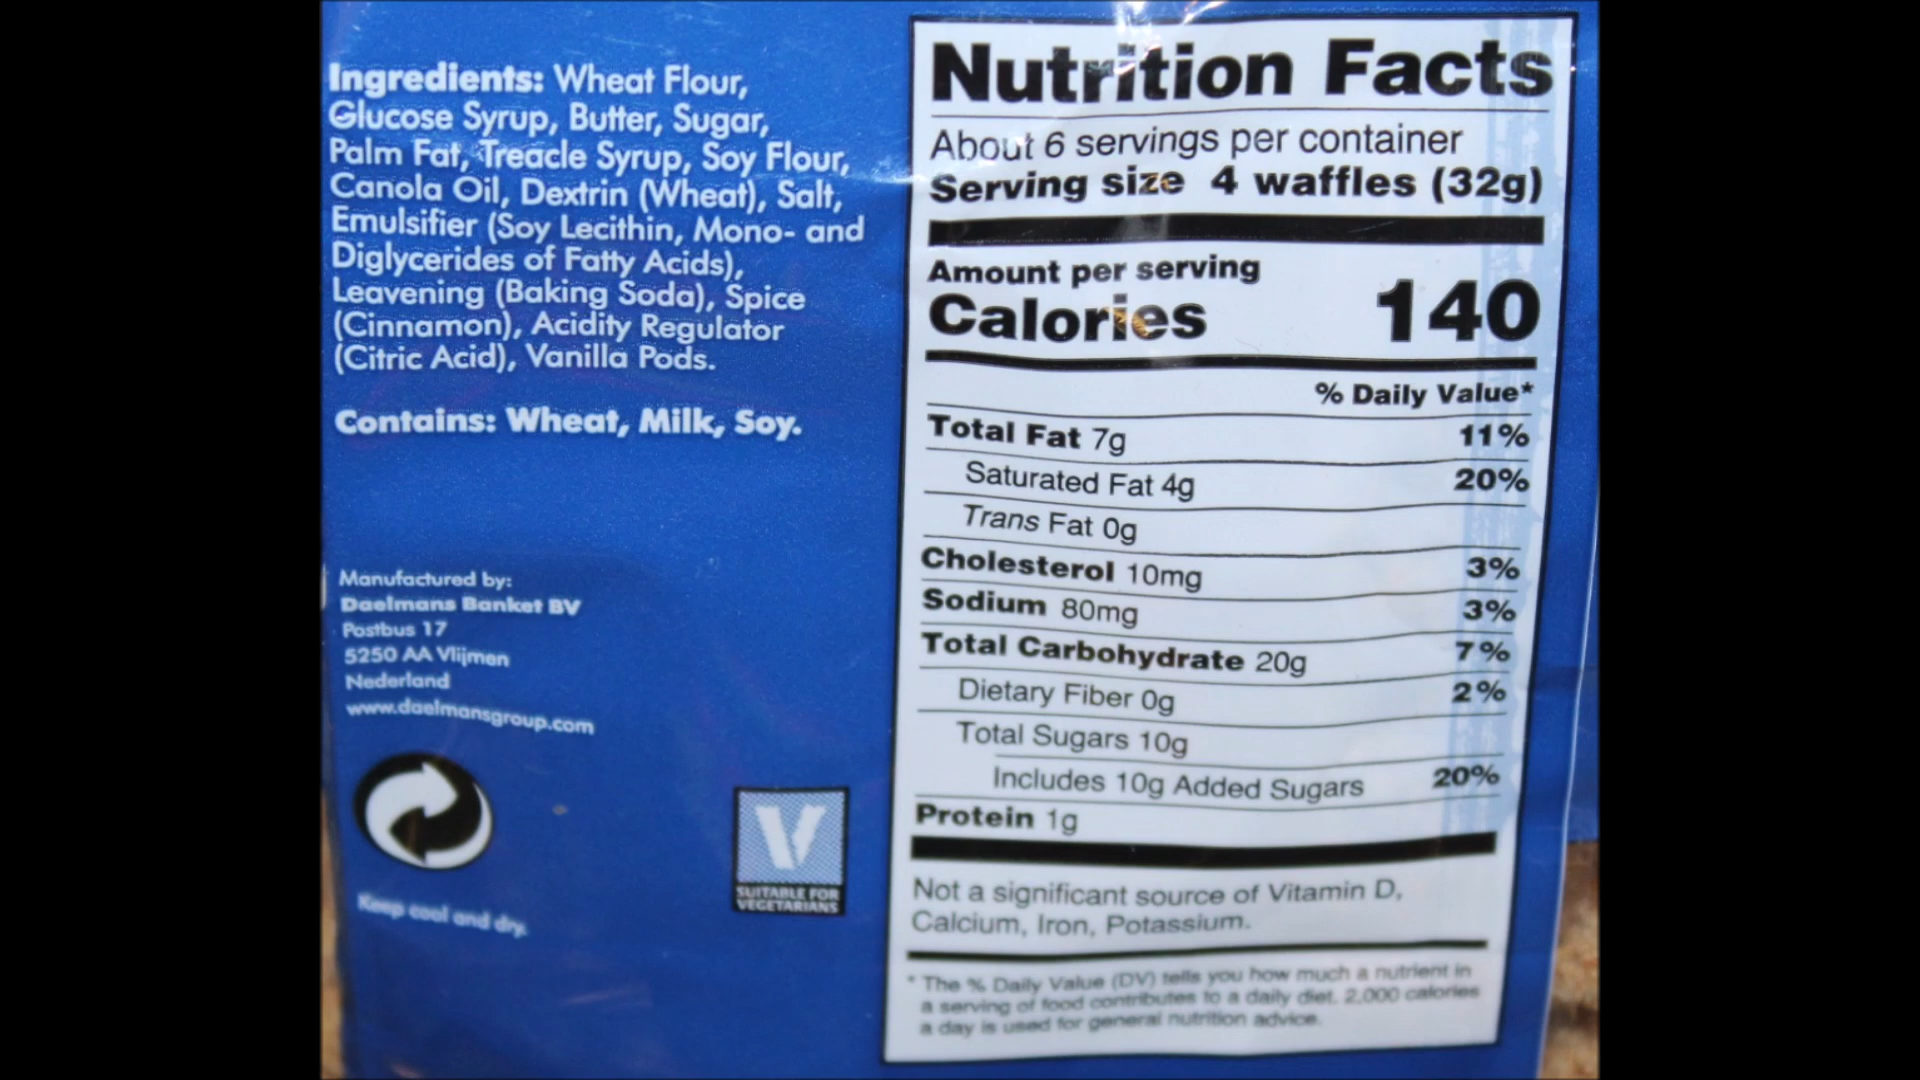 Ingredients: Wheat Flour,
Glucose Syrup, Butter, Sugar,
Palm Fat, Treacle Syrup, Soy Flour,
Canola Oil, Dextrin (Wheat), Salt,
Emulsifier (Soy Lecithin, Mono- and
Diglycerides of Fatty Acids),
Leavening (Baking Soda), Spice
(Cinnamon), Acidity Regulator
(Citric Acid), Vanilla Pods.
Contains: Wheat, Milk, Soy.
Manufactured by:
Daelmans Banket BV
Postbus 17
5250 AA Vlijmen
Nederland
www.daelmansgroup.com
V
SUITABLE FOR
VEGETARIANS
Keep cool and dry.
Nutrition Facts
About 6 servings per container
Serving size 4 waffles (32g)
Amount per serving
Calories 140
% Daily Value*
Total Fat 7g 11%
Saturated Fat 4g 20%
Trans Fat 0g
Cholesterol 10mg 3%
Sodium 80mg 3%
Total Carbohydrate 20g 7%
Dietary Fiber 0g 2%
Total Sugars 10g
Includes 10g Added Sugars 20%
Protein 1g
Not a significant source of Vitamin D,
Calcium, Iron, Potassium.
* The % Daily Value (DV) tells you how much a nutrient in
a serving of food contributes to a daily diet. 2,000 calories
a day is used for general nutrition advice.